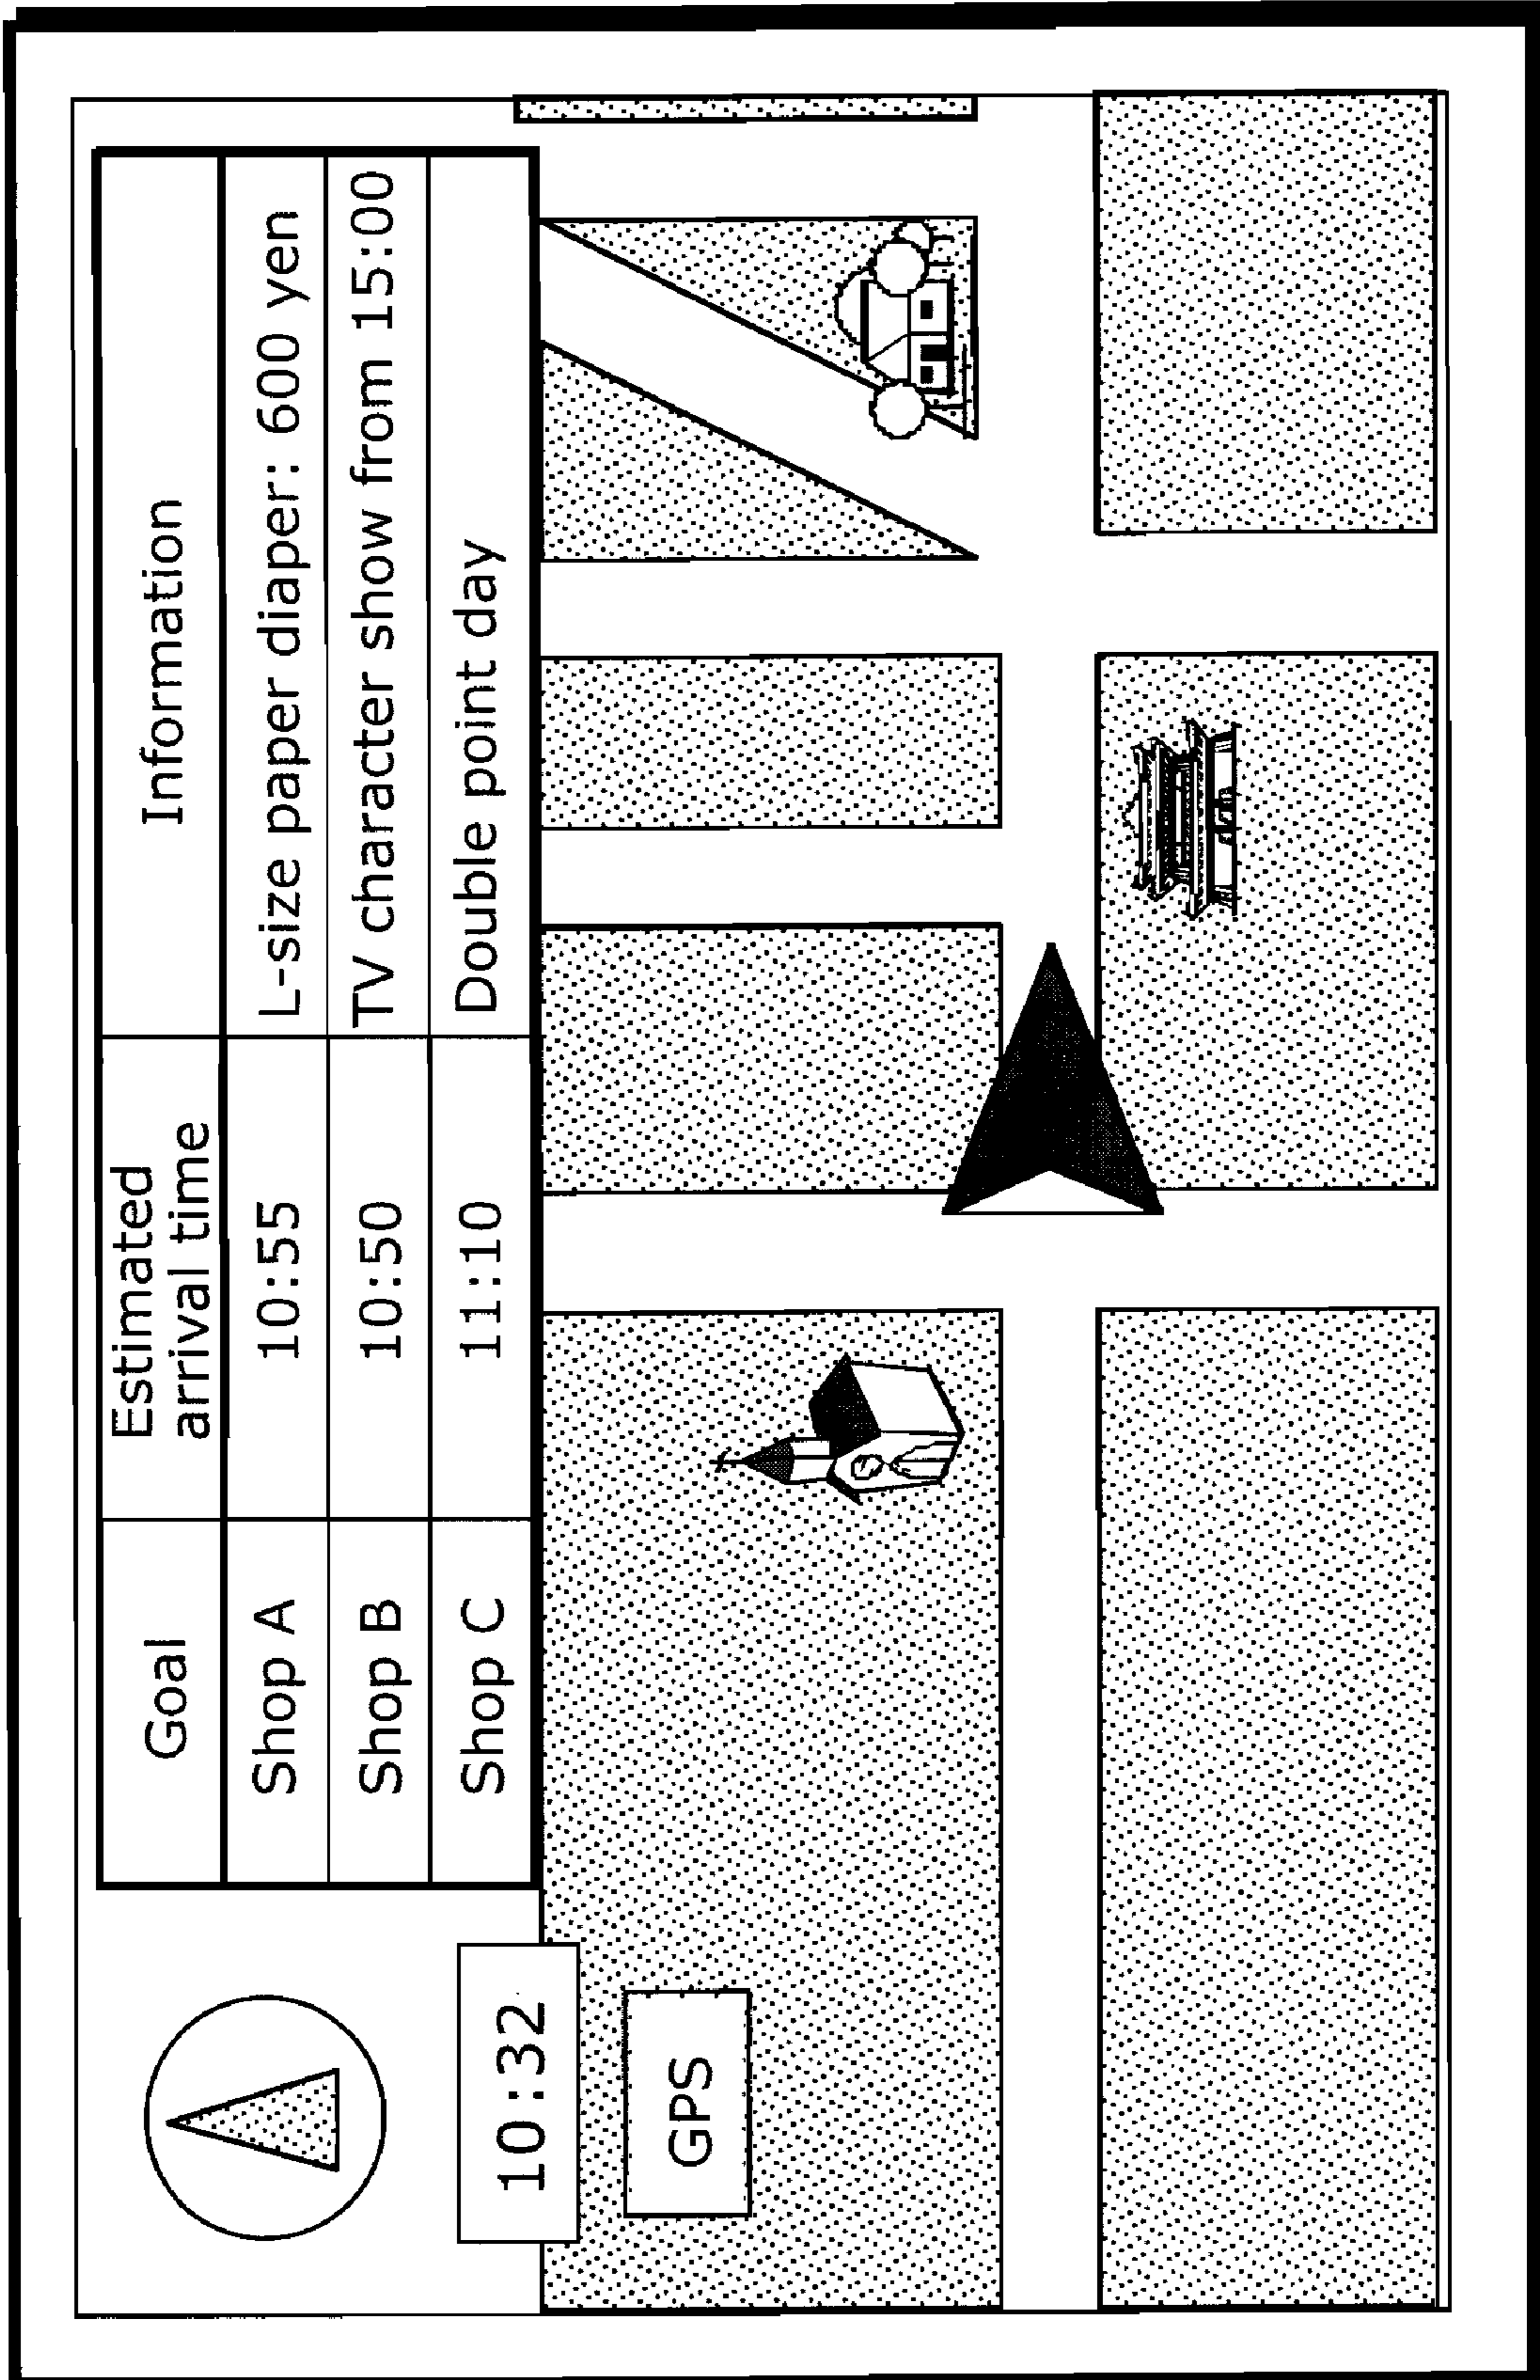 Goal
Estimated
arrival time
Information
Shop A
10:55
L-size paper diaper: 600 yen
Shop B
10:50
TV character show from 15:00
Shop C
11:10
Double point day
10:32
GPS